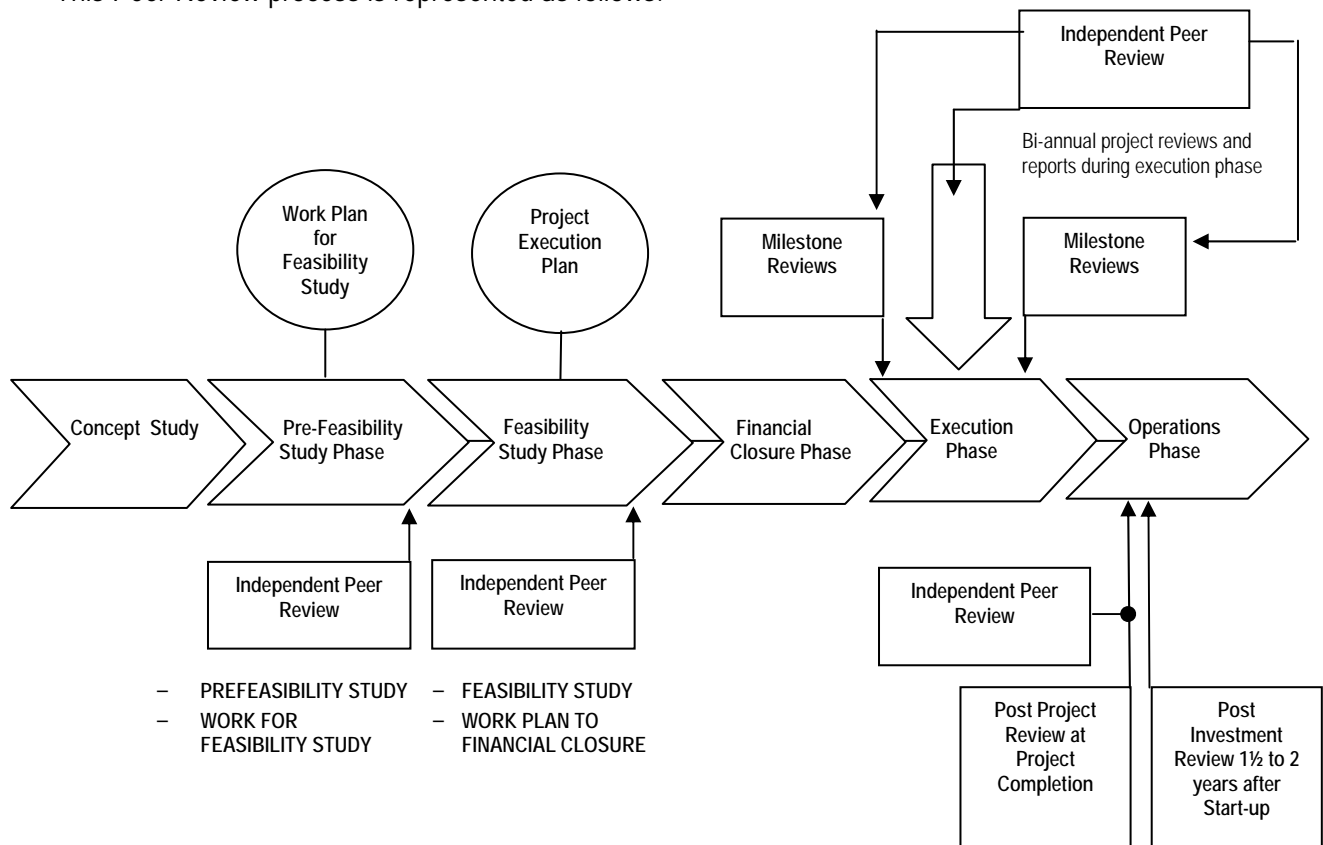 This Peer Review process is represented as follows:
Independent Peer
Review
Bi-annual project reviews and
reports during execution phase
Work Plan
for
Feasibility
Study
Project
Execution
Plan
Milestone
Reviews
Milestone
Reviews
Concept Study
Pre-Feasibility
Study Phase
Feasibility
Study Phase
Financial
Closure Phase
Execution
Phase
Operations
Phase
Independent Peer
Review
Independent Peer
Review
Independent Peer
Review
– PREFEASIBILITY STUDY
– WORK FOR
FEASIBILITY STUDY
– FEASIBILITY STUDY
– WORK PLAN TO
FINANCIAL CLOSURE
Post Project
Review at
Project
Completion
Post
Investment
Review 1½ to 2
years after
Start-up